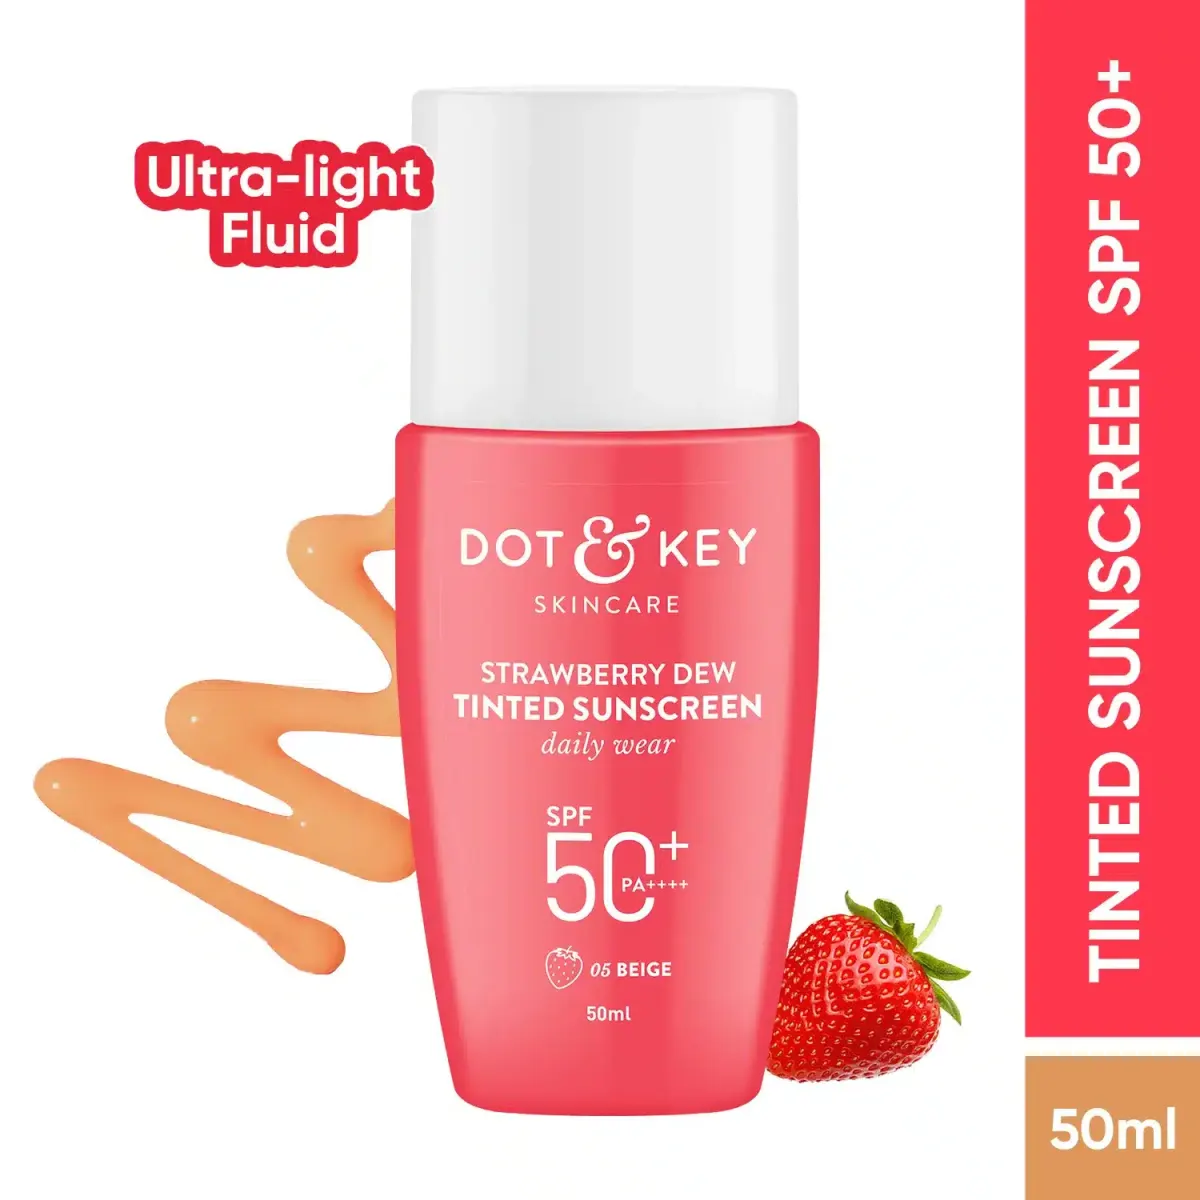 Ultra-light
Fluid
DOT & KEY
SKINCARE
STRAWBERRY DEW
TINTED SUNSCREEN
daily wear
SPF
50+
PA++++
05 BEIGE
50ml
TINTED SUNSCREEN SPF 50+
50ml